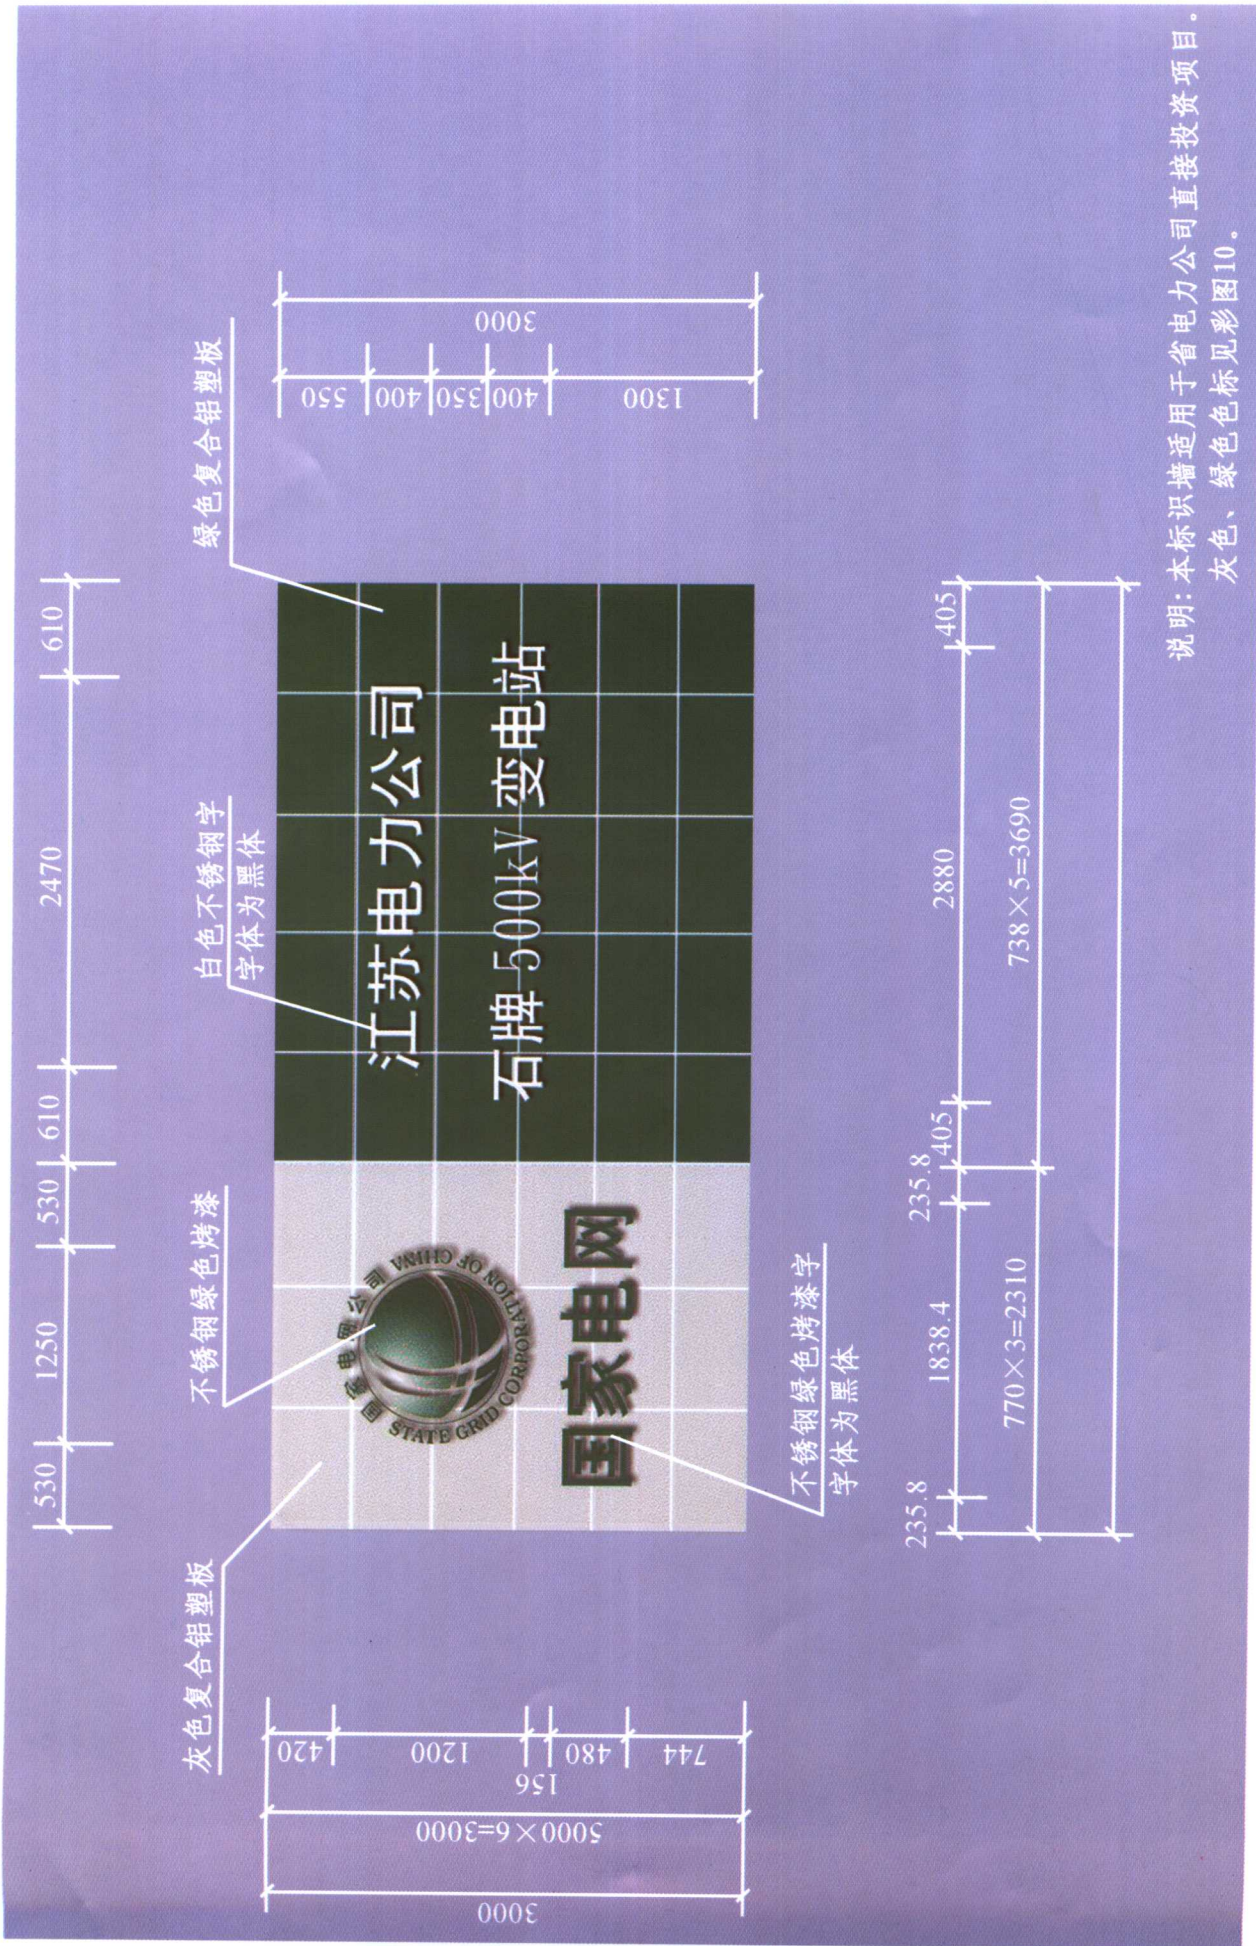 530
1250
530
610
2470
610
灰色复合铝塑板
不锈钢绿色烤漆
白色不锈钢字
字体为黑体
绿色复合铝塑板
420
1200
156
480
744
5000×6=3000
3000
国家电网公司
STATE GRID CORPORATION OF CHINA
国家电网
江苏电力公司
石牌 500kV 变电站
550
400
350
400
1300
3000
不锈钢绿色烤漆字
字体为黑体
235.8
1838.4
235.8
405
2880
405
770×3=2310
738×5=3690
说明:本标识墙适用于省电力公司直接投资项目。
灰色、绿色色标见彩图10。